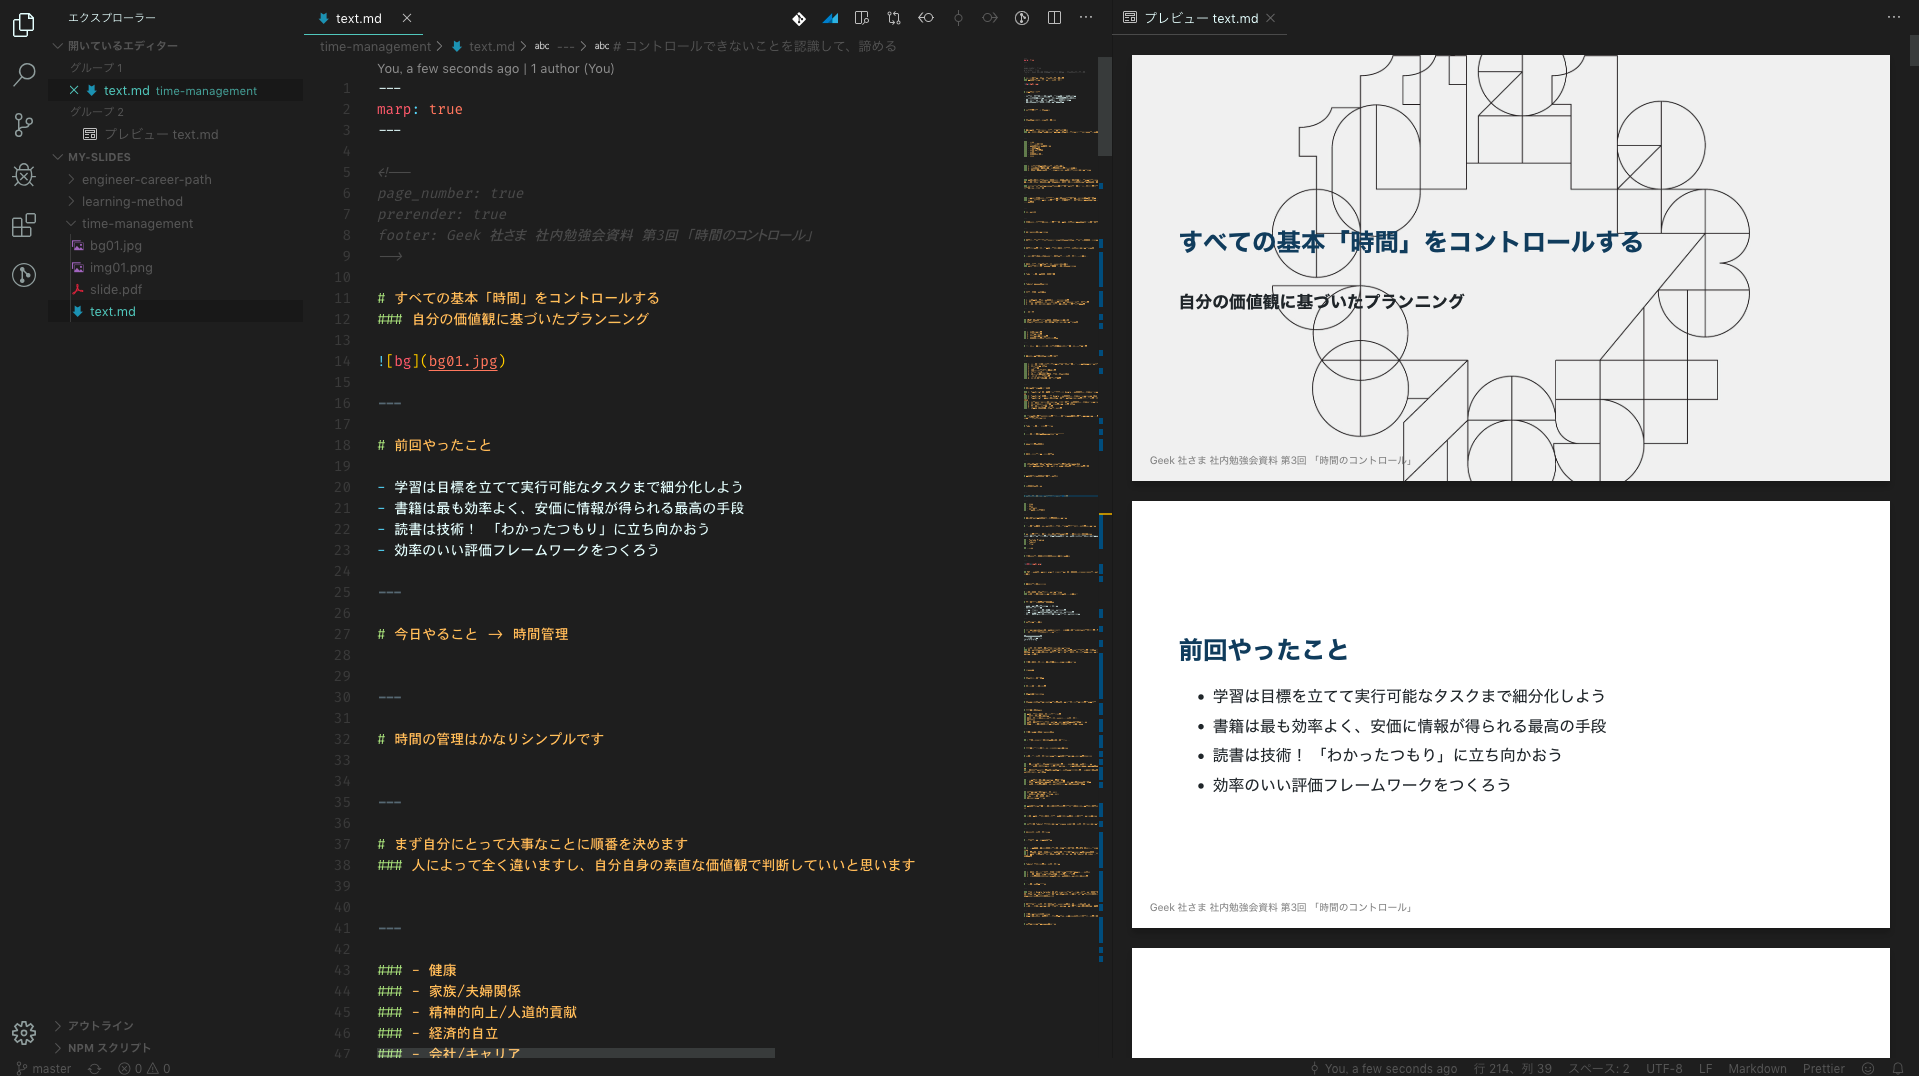 エクスプローラー
開いているエディター
グループ 1
text.md time-management
グループ 2
プレビュー text.md
MY-SLIDES
engineer-career-path
learning-method
time-management
bg01.jpg
img01.png
slide.pdf
text.md
アウトライン
NPM スクリプト
text.md
time-management > text.md > abc --- > abc # コントロールできないことを認識して、諦める
You, a few seconds ago | 1 author (You)
1 ---
2 marp: true
3 ---
4
5 <!--
6 page_number: true
7 prerender: true
8 footer: Geek 社さま 社内勉強会資料 第3回「時間のコントロール」
9 -->
10
11 # すべての基本「時間」をコントロールする
12 ### 自分の価値観に基づいたプランニング
13
14 ![bg](bg01.jpg)
15
16 ---
17
18 # 前回やったこと
19
20 - 学習は目標を立てて実行可能なタスクまで細分化しよう
21 - 書籍は最も効率よく、安価に情報が得られる最高の手段
22 - 読書は技術！ 「わかったつもり」に立ち向かおう
23 - 効率のいい評価フレームワークをつくろう
24
25 ---
26
27 # 今日やること -> 時間管理
28
29
30 ---
31
32 # 時間の管理はかなりシンプルです
33
34
35 ---
36
37 # まず自分にとって大事なことに順番を決めます
38 ### 人によって全く違いますし、自分自身の素直な価値観で判断していいと思います
39
40
41 ---
42
43 ### - 健康
44 ### - 家族/夫婦関係
45 ### - 精神的向上/人道的貢献
46 ### - 経済的自立
47 ### - 会社/キャリア
プレビュー text.md
すべての基本「時間」をコントロールする
自分の価値観に基づいたプランニング
Geek 社さま 社内勉強会資料 第3回 「時間のコントロール」
前回やったこと
• 学習は目標を立てて実行可能なタスクまで細分化しよう
• 書籍は最も効率よく、安価に情報が得られる最高の手段
• 読書は技術！ 「わかったつもり」に立ち向かおう
• 効率のいい評価フレームワークをつくろう
Geek 社さま 社内勉強会資料 第3回 「時間のコントロール」
master 0 0
You, a few seconds ago 行 214、列 39 スペース: 2 UTF-8 LF Markdown Prettier